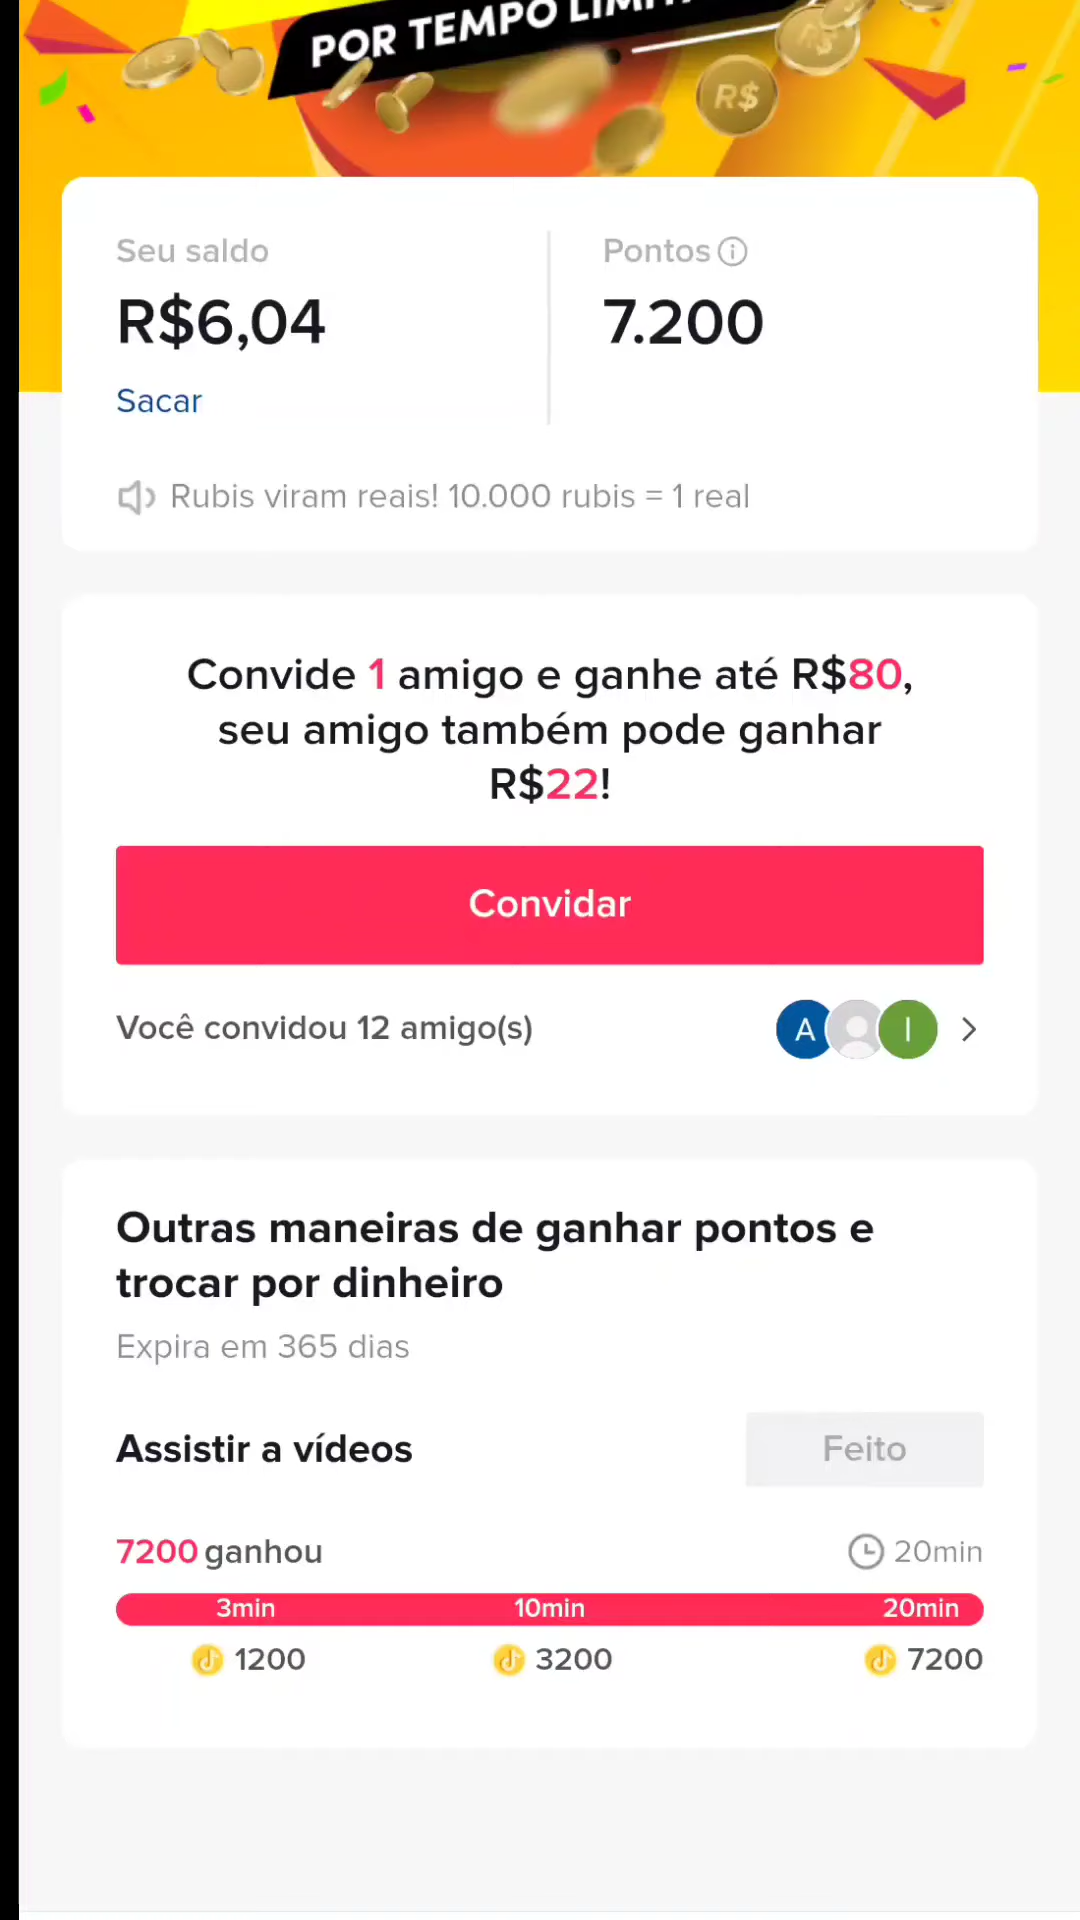 POR TEMPO
R$
R$
Seu saldo
Pontos
R$6,04
7.200
Sacar
Rubis viram reais! 10.000 rubis = 1 real
Convide 1 amigo e ganhe até R$80,
seu amigo também pode ganhar
R$22!
Convidar
Você convidou 12 amigo(s)
A
I
Outras maneiras de ganhar pontos e
trocar por dinheiro
Expira em 365 dias
Assistir a vídeos
Feito
7200 ganhou
20min
3min
10min
20min
1200
3200
7200